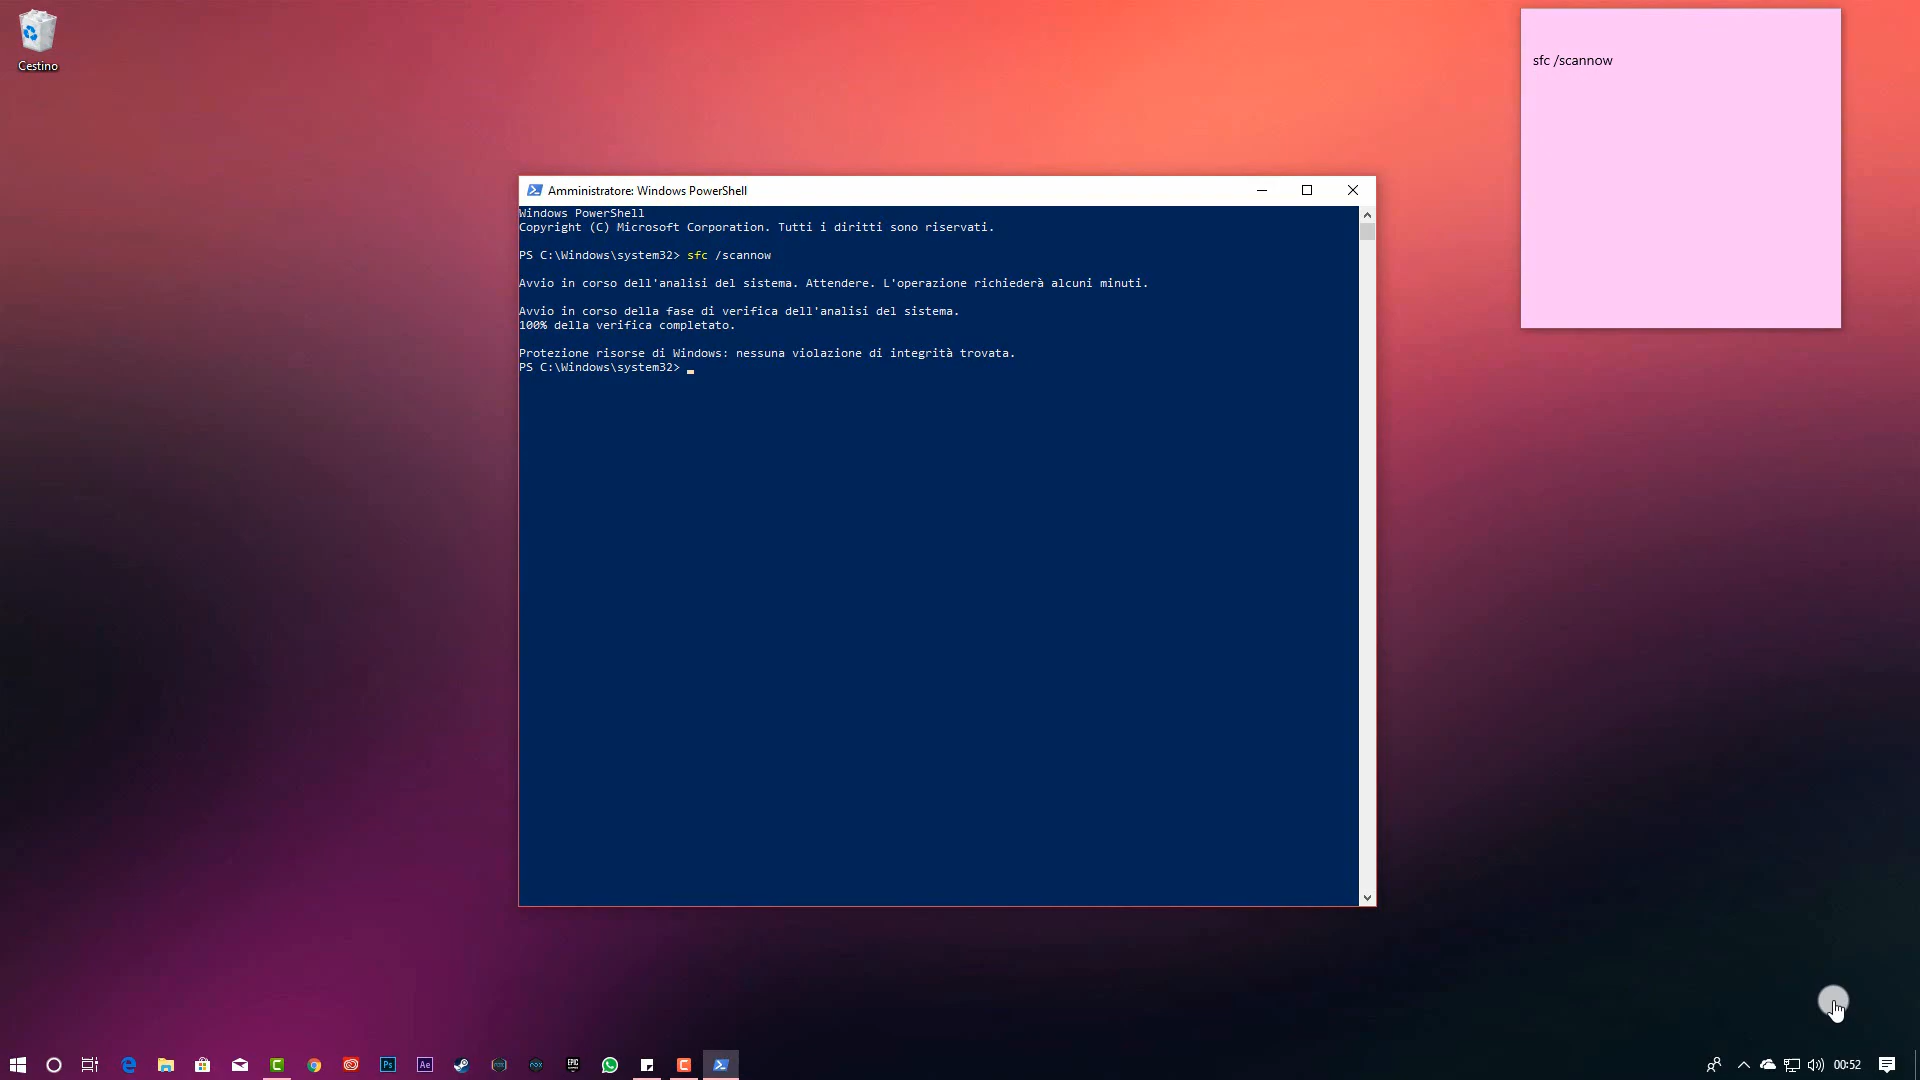 Cestino
sfc /scannow
Amministratore: Windows PowerShell
Windows PowerShell
Copyright (C) Microsoft Corporation. Tutti i diritti sono riservati.
PS C:\Windows\system32> sfc /scannow
Avvio in corso dell'analisi del sistema. Attendere. L'operazione richiederà alcuni minuti.
Avvio in corso della fase di verifica dell'analisi del sistema.
100% della verifica completato.
Protezione risorse di Windows: nessuna violazione di integrità trovata.
PS C:\Windows\system32>
Ps
Ae
EPIC
00:52